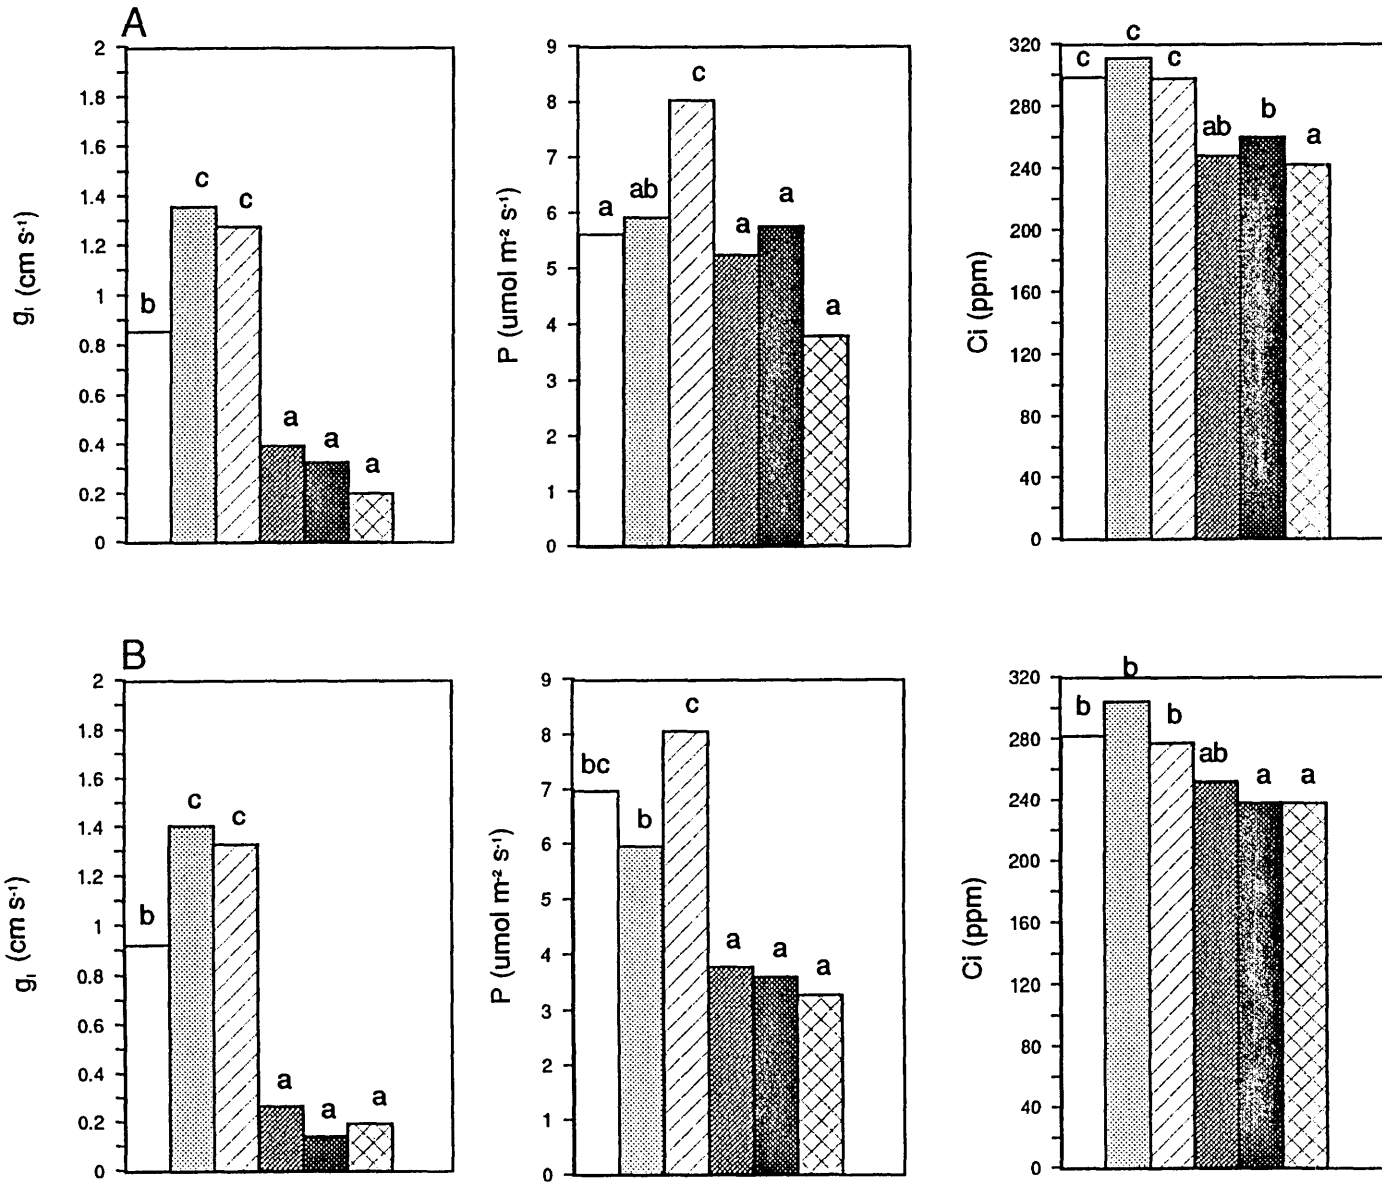 A
2
1.8
1.6
1.4
1.2
1
0.8
0.6
0.4
0.2
0
gₗ (cm s⁻¹)
b
c
c
a
a
a
9
8
7
6
5
4
3
2
1
0
P (umol m⁻² s⁻¹)
a
ab
c
a
a
a
320
280
240
200
160
120
80
40
0
Ci (ppm)
c
c
c
ab
b
a
B
2
1.8
1.6
1.4
1.2
1
0.8
0.6
0.4
0.2
0
gₗ (cm s⁻¹)
b
c
c
a
a
a
9
8
7
6
5
4
3
2
1
0
P (umol m⁻² s⁻¹)
bc
b
c
a
a
a
320
280
240
200
160
120
80
40
0
Ci (ppm)
b
b
b
ab
a
a